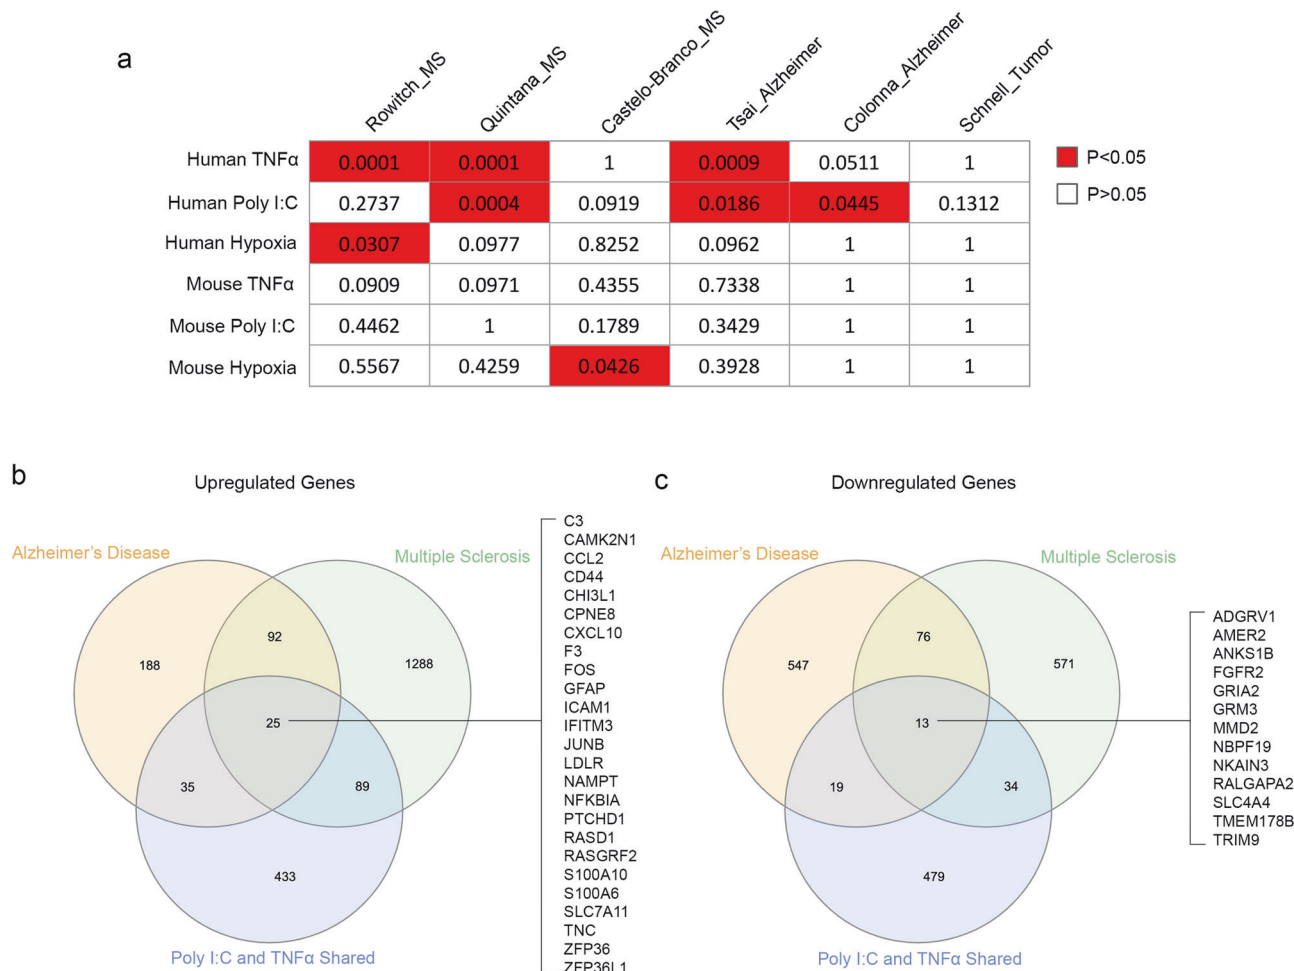 a
Rowitch_MS
Quintana_MS
Castelo-Branco_MS
Tsai_Alzheimer
Colonna_Alzheimer
Schnell_Tumor
Human TNFα 0.0001 0.0001 1 0.0009 0.0511 1
Human Poly I:C 0.2737 0.0004 0.0919 0.0186 0.0445 0.1312
Human Hypoxia 0.0307 0.0977 0.8252 0.0962 1 1
Mouse TNFα 0.0909 0.0971 0.4355 0.7338 1 1
Mouse Poly I:C 0.4462 1 0.1789 0.3429 1 1
Mouse Hypoxia 0.5567 0.4259 0.0426 0.3928 1 1
P<0.05
P>0.05
b
Upregulated Genes
Alzheimer's Disease
Multiple Sclerosis
92
188
1288
25
35
89
433
Poly I:C and TNFα Shared
C3
CAMK2N1
CCL2
CD44
CHI3L1
CPNE8
CXCL10
F3
FOS
GFAP
ICAM1
IFITM3
JUNB
LDLR
NAMPT
NFKBIA
PTCHD1
RASD1
RASGRF2
S100A10
S100A6
SLC7A11
TNC
ZFP36
ZFP36L1
c
Downregulated Genes
Alzheimer's Disease
Multiple Sclerosis
76
547
571
13
19
34
479
Poly I:C and TNFα Shared
ADGRV1
AMER2
ANKS1B
FGFR2
GRIA2
GRM3
MMD2
NBPF19
NKAIN3
RALGAPA2
SLC4A4
TMEM178B
TRIM9